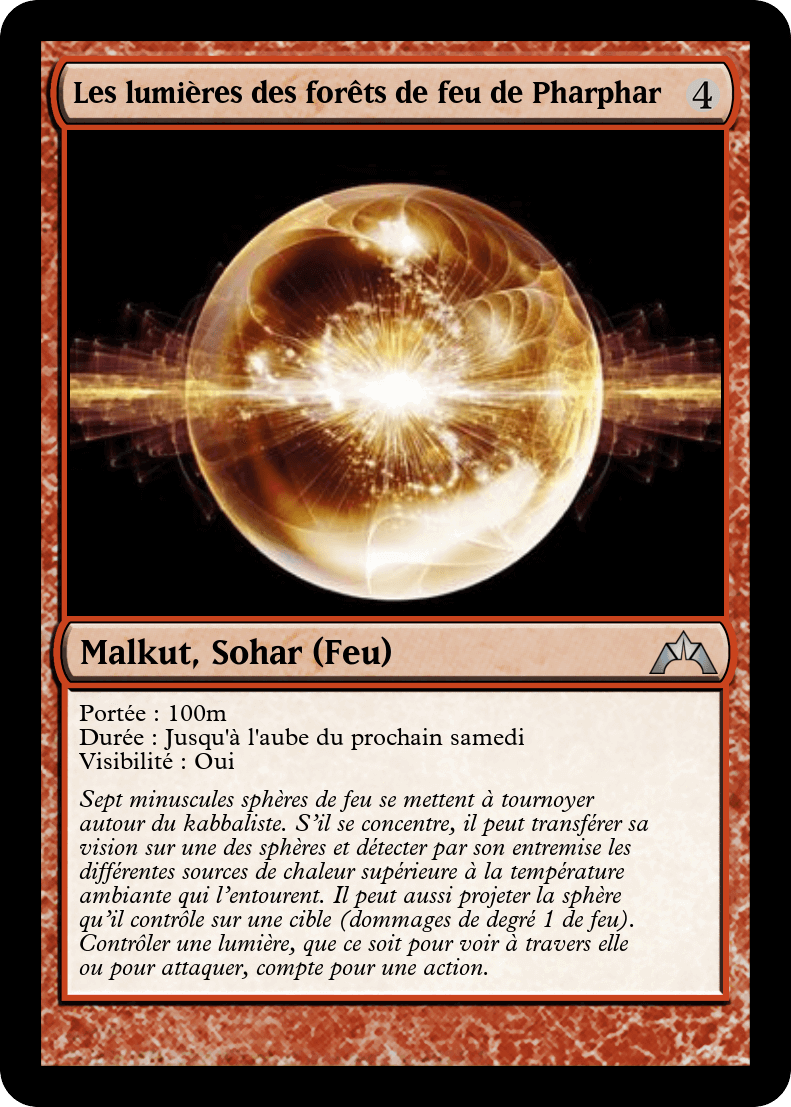 Les lumières des forêts de feu de Pharphar 4
Malkut, Sohar (Feu)
Portée : 100m
Durée : Jusqu'à l'aube du prochain samedi
Visibilité : Oui
Sept minuscules sphères de feu se mettent à tournoyer
autour du kabbaliste. S’il se concentre, il peut transférer sa
vision sur une des sphères et détecter par son entremise les
différentes sources de chaleur supérieure à la température
ambiante qui l’entourent. Il peut aussi projeter la sphère
qu’il contrôle sur une cible (dommages de degré 1 de feu).
Contrôler une lumière, que ce soit pour voir à travers elle
ou pour attaquer, compte pour une action.